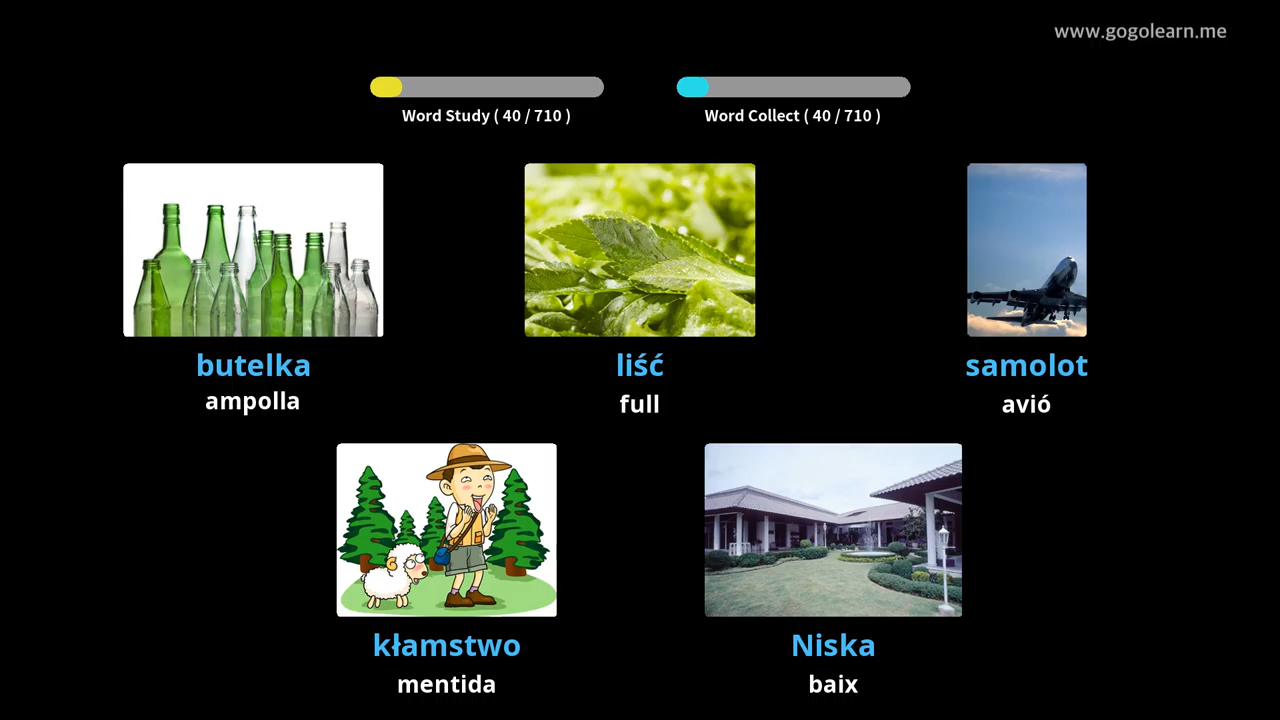 www.gogolearn.me
Word Study ( 40 / 710 )
Word Collect ( 40 / 710 )
butelka
ampolla
liść
full
samolot
avió
kłamstwo
mentida
Niska
baix